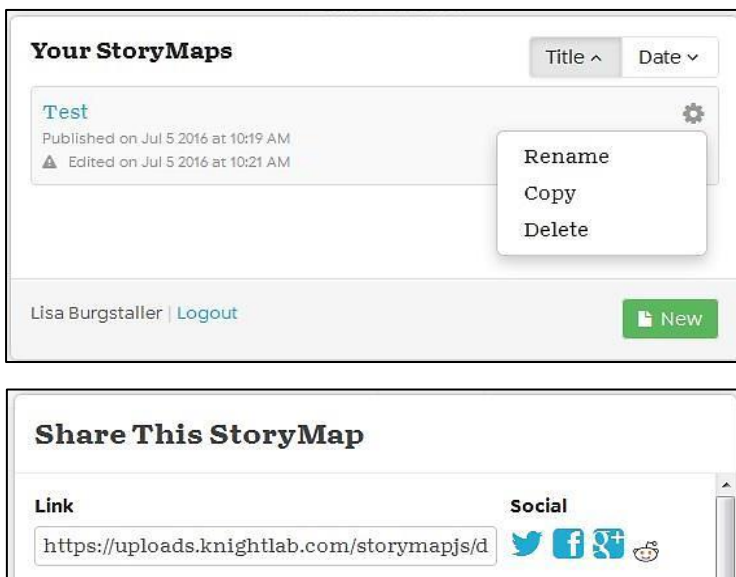 Your StoryMaps
Title Date
Test
Published on Jul 5 2016 at 10:19 AM
Edited on Jul 5 2016 at 10:21 AM
Rename
Copy
Delete
Lisa Burgstaller | Logout
New
Share This StoryMap
Link Social
https://uploads.knightlab.com/storymapjs/d